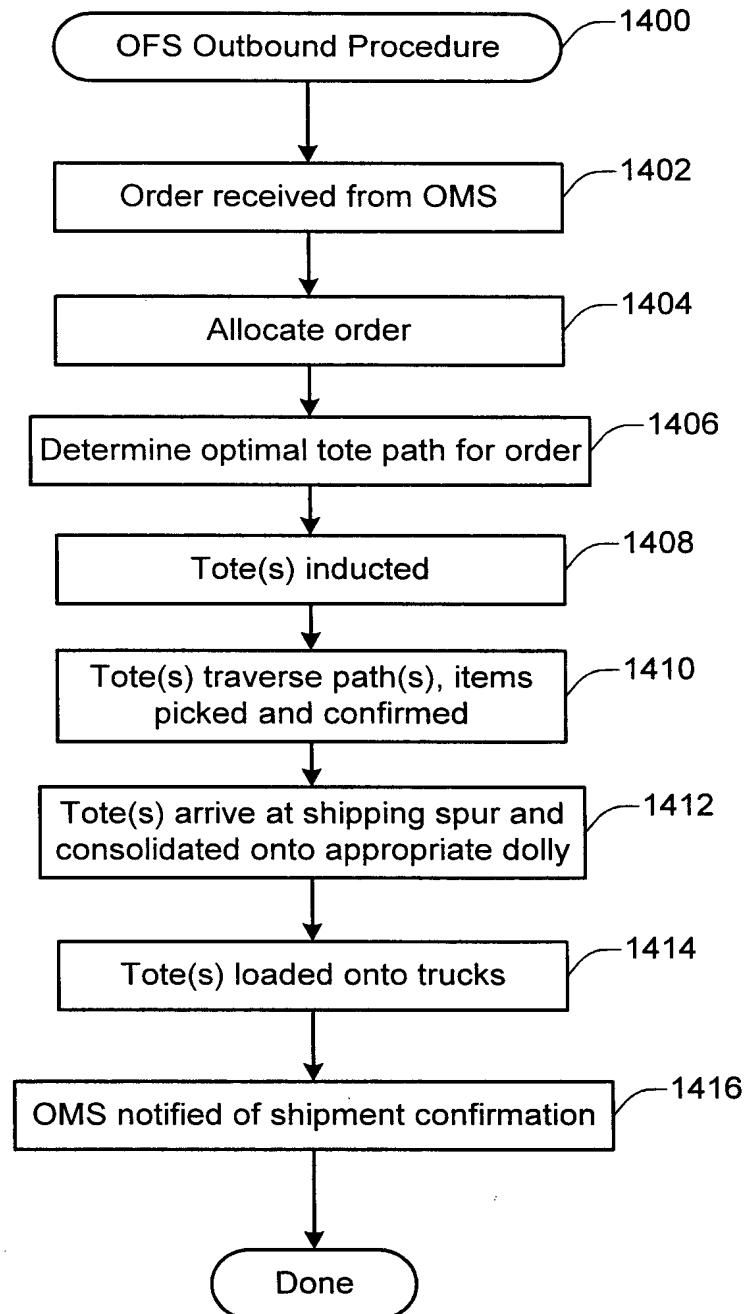 OFS Outbound Procedure
1400
Order received from OMS
1402
Allocate order
1404
Determine optimal tote path for order
1406
Tote(s) inducted
1408
Tote(s) traverse path(s), items
picked and confirmed
1410
Tote(s) arrive at shipping spur and
consolidated onto appropriate dolly
1412
Tote(s) loaded onto trucks
1414
OMS notified of shipment confirmation
1416
Done